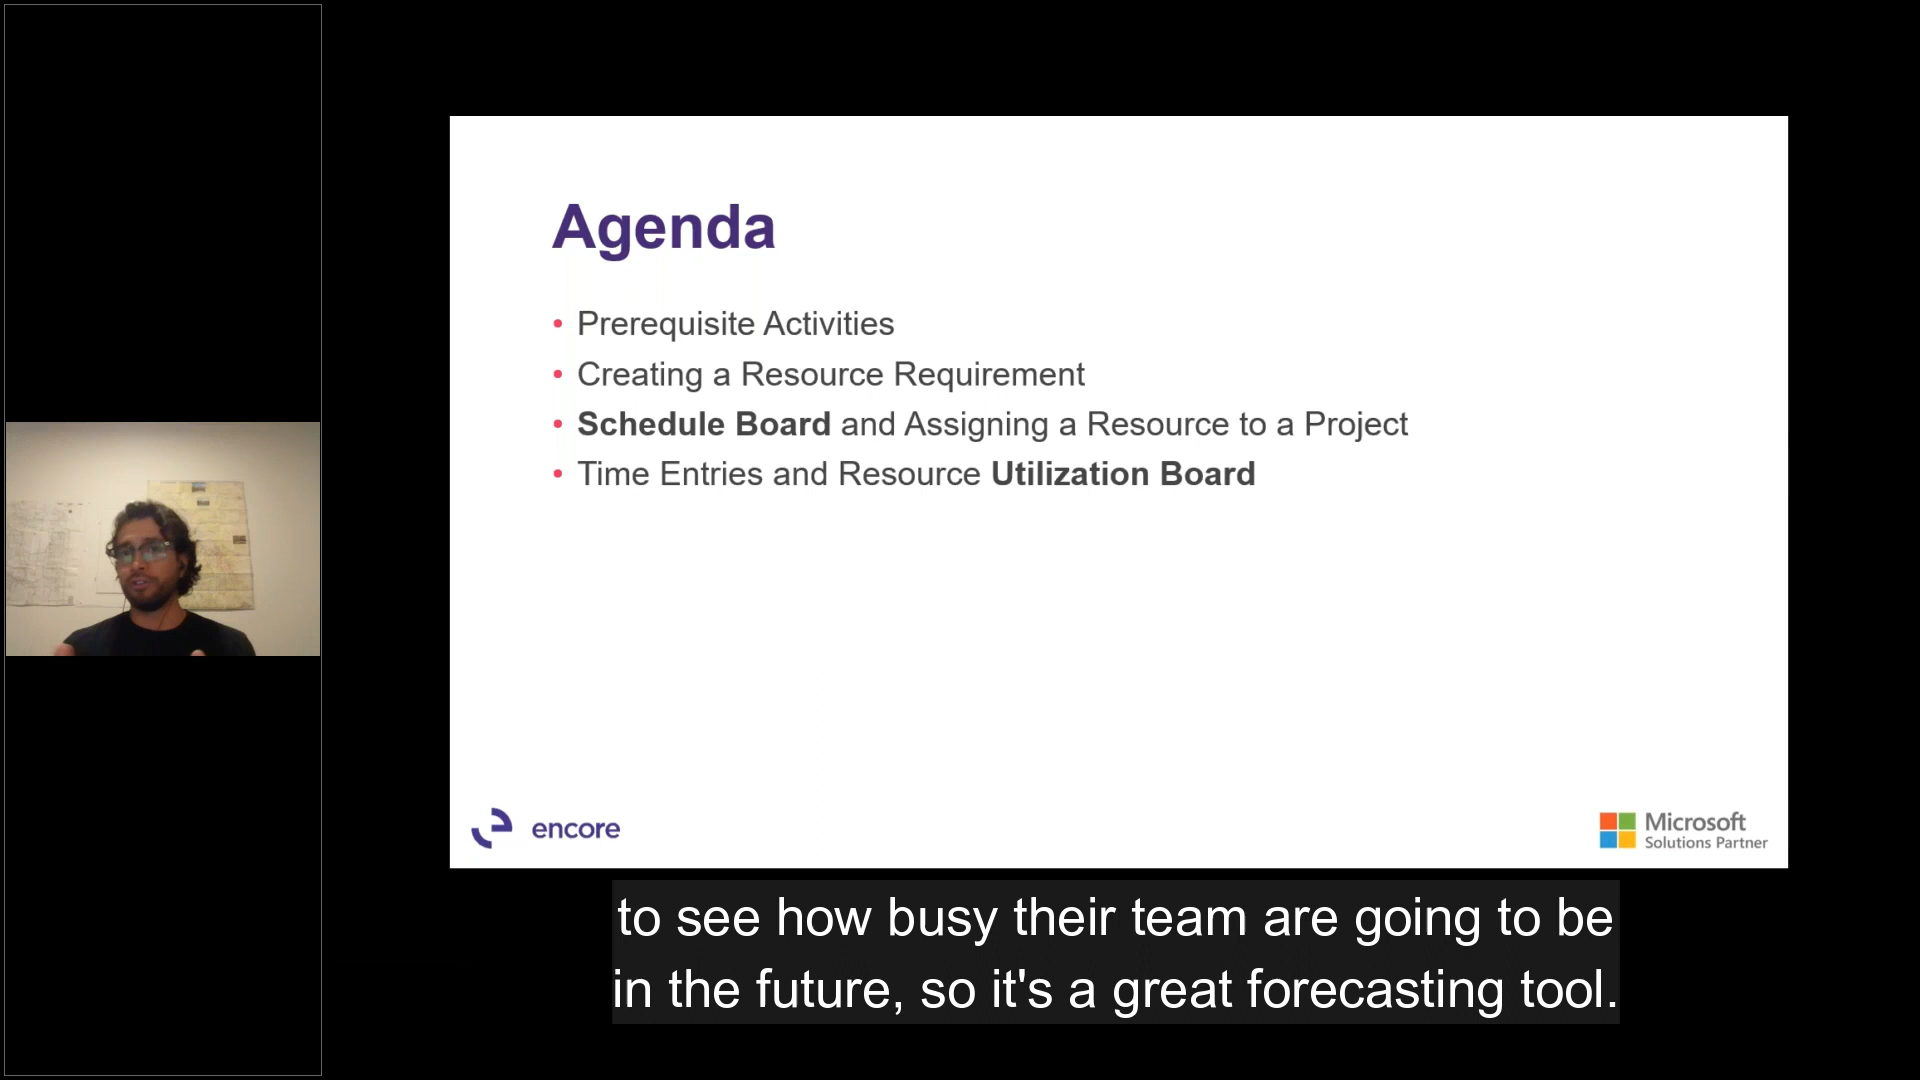 Agenda
• Prerequisite Activities
• Creating a Resource Requirement
• Schedule Board and Assigning a Resource to a Project
• Time Entries and Resource Utilization Board
encore
Microsoft
Solutions Partner
to see how busy their team are going to be
in the future, so it's a great forecasting tool.